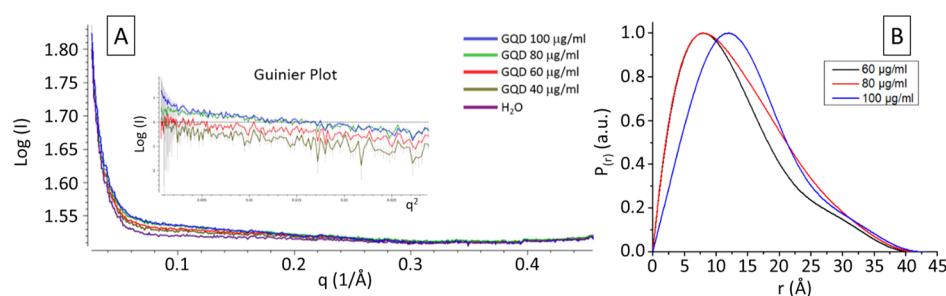 A
GQD 100 μg/ml
GQD 80 μg/ml
GQD 60 μg/ml
GQD 40 μg/ml
H₂O
Guinier Plot
Log (I)
q²
1.80
1.75
1.70
1.65
1.60
1.55
Log (I)
0.1
0.2
0.3
0.4
q (1/Å)
B
60 μg/ml
80 μg/ml
100 μg/ml
1.0
0.8
0.6
0.4
0.2
0.0
P(r) (a.u.)
0 5 10 15 20 25 30 35 40 45
r (Å)